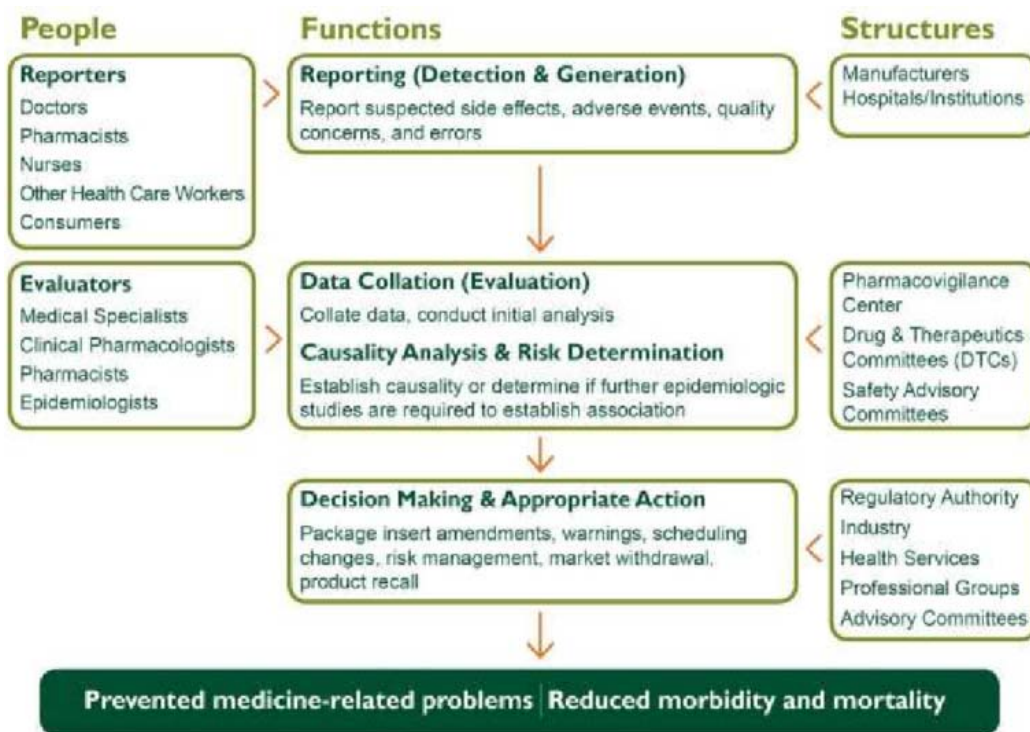 People
Functions
Structures
Reporters
Doctors
Pharmacists
Nurses
Other Health Care Workers
Consumers
Reporting (Detection & Generation)
Report suspected side effects, adverse events, quality
concerns, and errors
Manufacturers
Hospitals/Institutions
Evaluators
Medical Specialists
Clinical Pharmacologists
Pharmacists
Epidemiologists
Data Collation (Evaluation)
Collate data, conduct initial analysis
Causality Analysis & Risk Determination
Establish causality or determine if further epidemiologic
studies are required to establish association
Pharmacovigilance
Center
Drug & Therapeutics
Committees (DTCs)
Safety Advisory
Committees
Decision Making & Appropriate Action
Package insert amendments, warnings, scheduling
changes, risk management, market withdrawal,
product recall
Regulatory Authority
Industry
Health Services
Professional Groups
Advisory Committees
Prevented medicine-related problems | Reduced morbidity and mortality